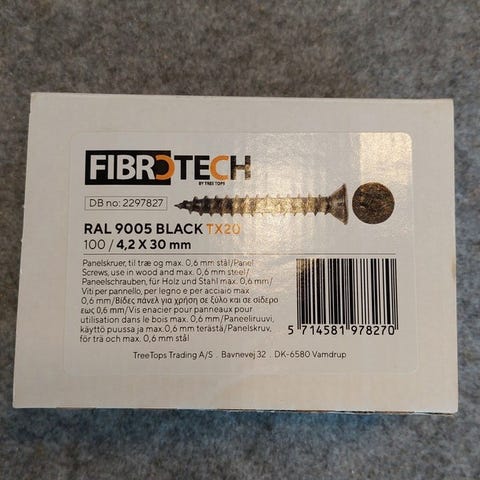 FIBROTECH
BY TREE TOPS
DB no: 2297827
RAL 9005 BLACK TX20
100 / 4,2 X 30 mm
Panelskruer, til træ og max. 0,6 mm stål/Panel
Screws, use in wood and max. 0,6 mm steel/
Paneelschrauben, für Holz und Stahl max. 0,6 mm/
Viti per pannello, per legno e per acciaio max
0,6 mm/Βίδες πάνελ για χρήση σε ξύλο και σε σίδερο
εως 0,6 mm/Vis enacier pour panneaux pour
utilisation dans le bois max. 0,6 mm/Paneeliruuvi,
käyttö puussa ja max.0,6 mm terästä/Panelskruv,
för trä och max. 0,6 mm stål
5 714581 978270
TreeTops Trading A/S . Bavnevej 32 . DK-6580 Vamdrup